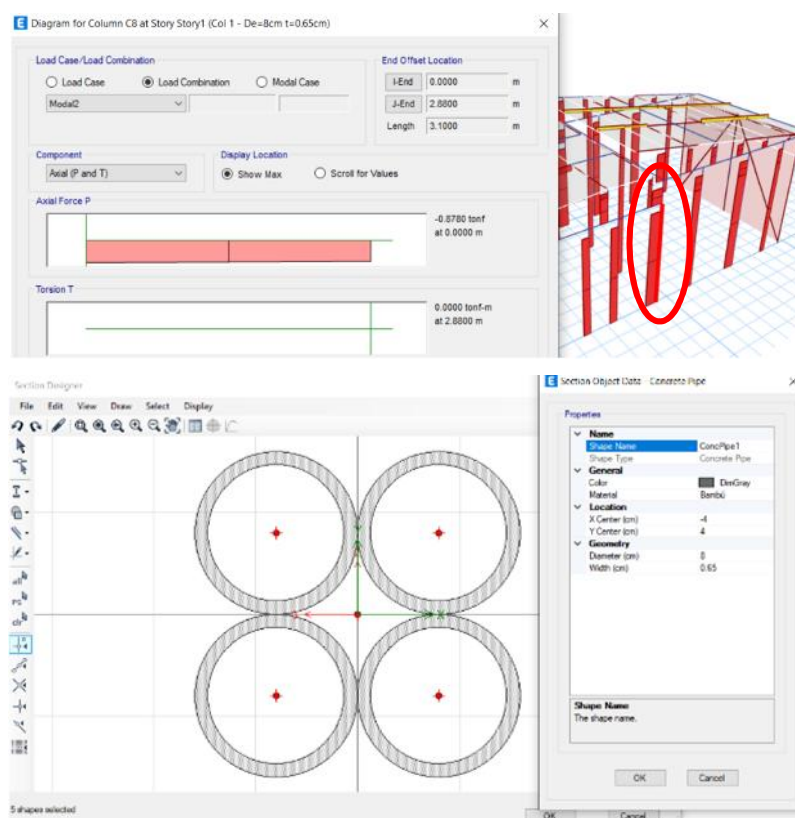 Diagram for Column C8 at Story Story1 (Col 1 - De=8cm t=0.65cm)
Load Case/Load Combination
Load Case
Load Combination
Modal Case
Modal2
End Offset Location
I-End
0.0000
m
J-End
2.8800
m
Length
3.1000
m
Component
Axial (P and T)
Display Location
Show Max
Scroll for Values
Axial Force P
-0.8780 tonf
at 0.0000 m
Torsion T
0.0000 tonf-m
at 2.8800 m
Section Designer
File Edit View Draw Select Display
all
PS
clr
X
5 shapes selected
Section Object Data - Concrete Pipe
Properties
Name
Shape Name ConcPipe1
Shape Type Concrete Pipe
General
Color DimGray
Material Bambú
Location
X Center (cm) -4
Y Center (cm) 4
Geometry
Diameter (cm) 8
Width (cm) 0.65
Shape Name
The shape name.
OK
Cancel
OK
Cancel